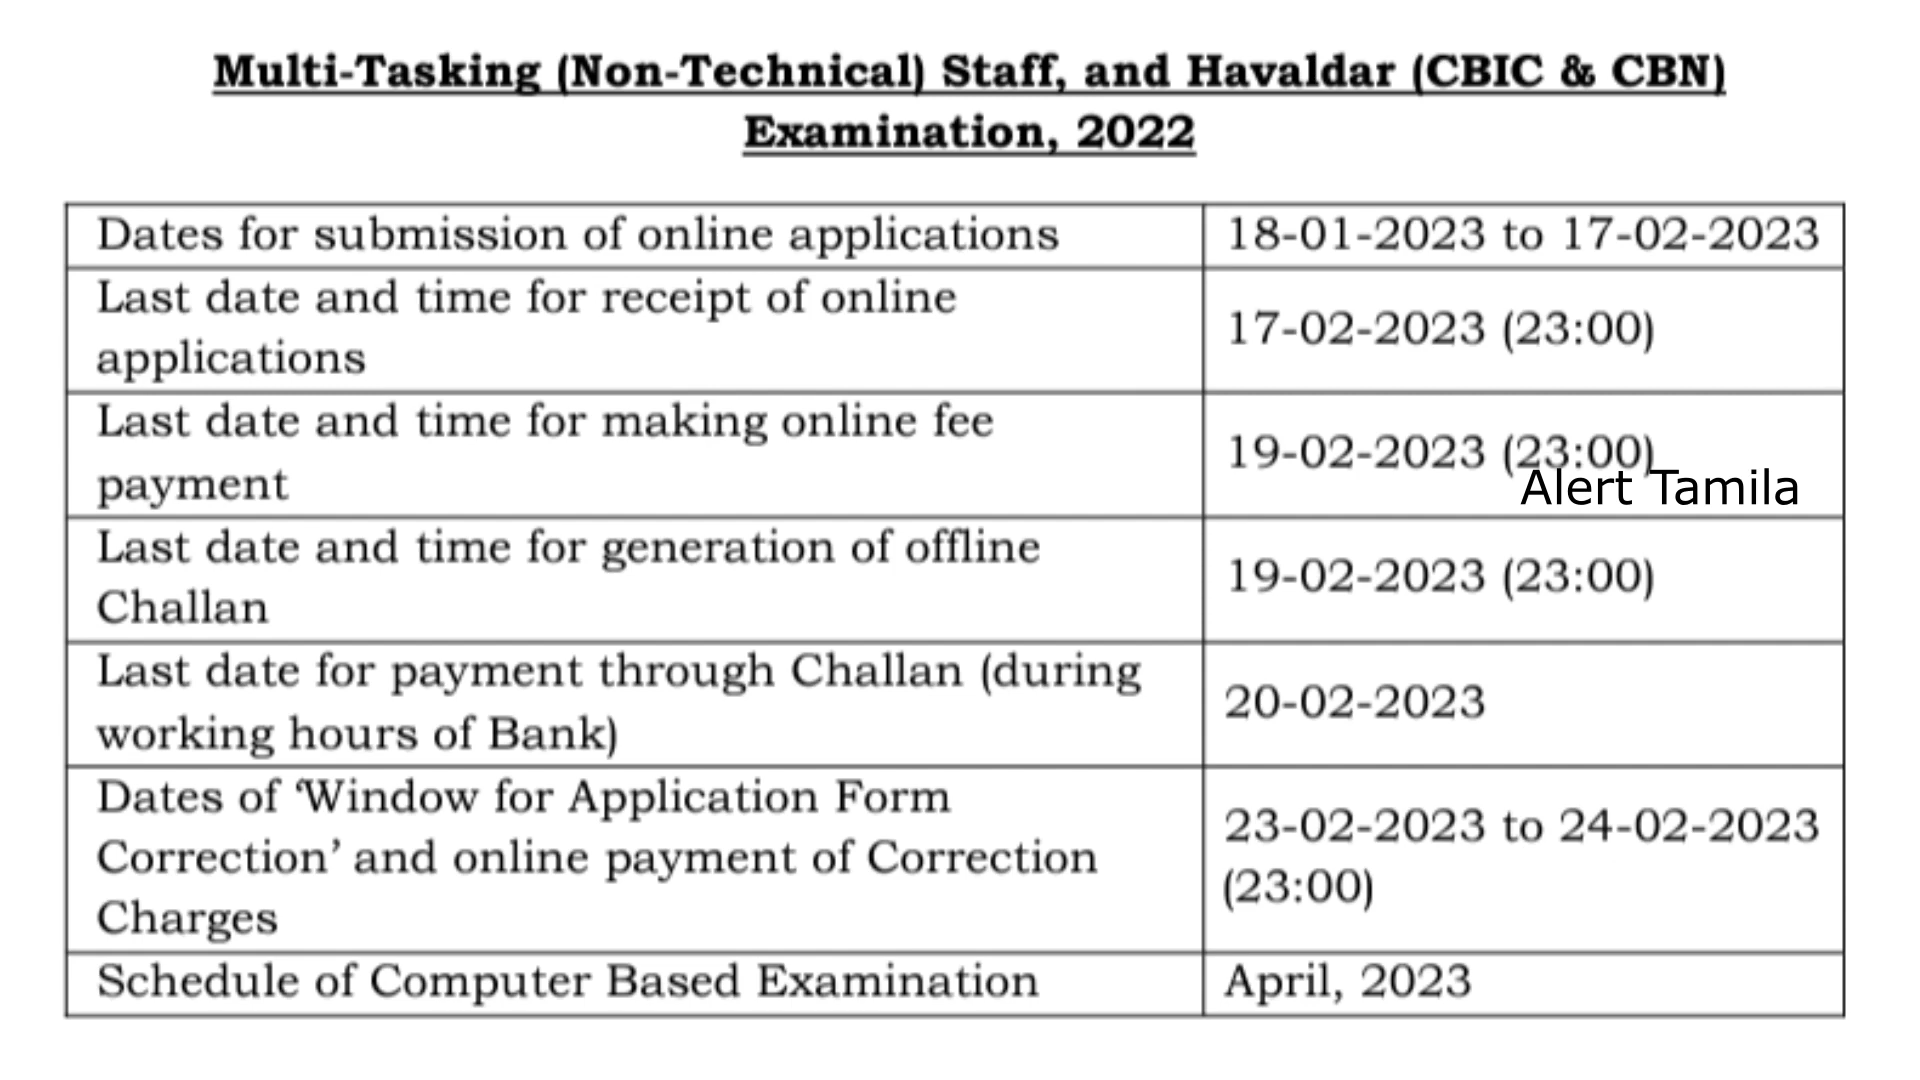 Multi-Tasking (Non-Technical) Staff, and Havaldar (CBIC & CBN)
Examination, 2022
Dates for submission of online applications
18-01-2023 to 17-02-2023
Last date and time for receipt of online
applications
17-02-2023 (23:00)
Last date and time for making online fee
payment
19-02-2023 (23:00)
Alert Tamila
Last date and time for generation of offline
Challan
19-02-2023 (23:00)
Last date for payment through Challan (during
working hours of Bank)
20-02-2023
Dates of ‘Window for Application Form
Correction’ and online payment of Correction
Charges
23-02-2023 to 24-02-2023
(23:00)
Schedule of Computer Based Examination
April, 2023